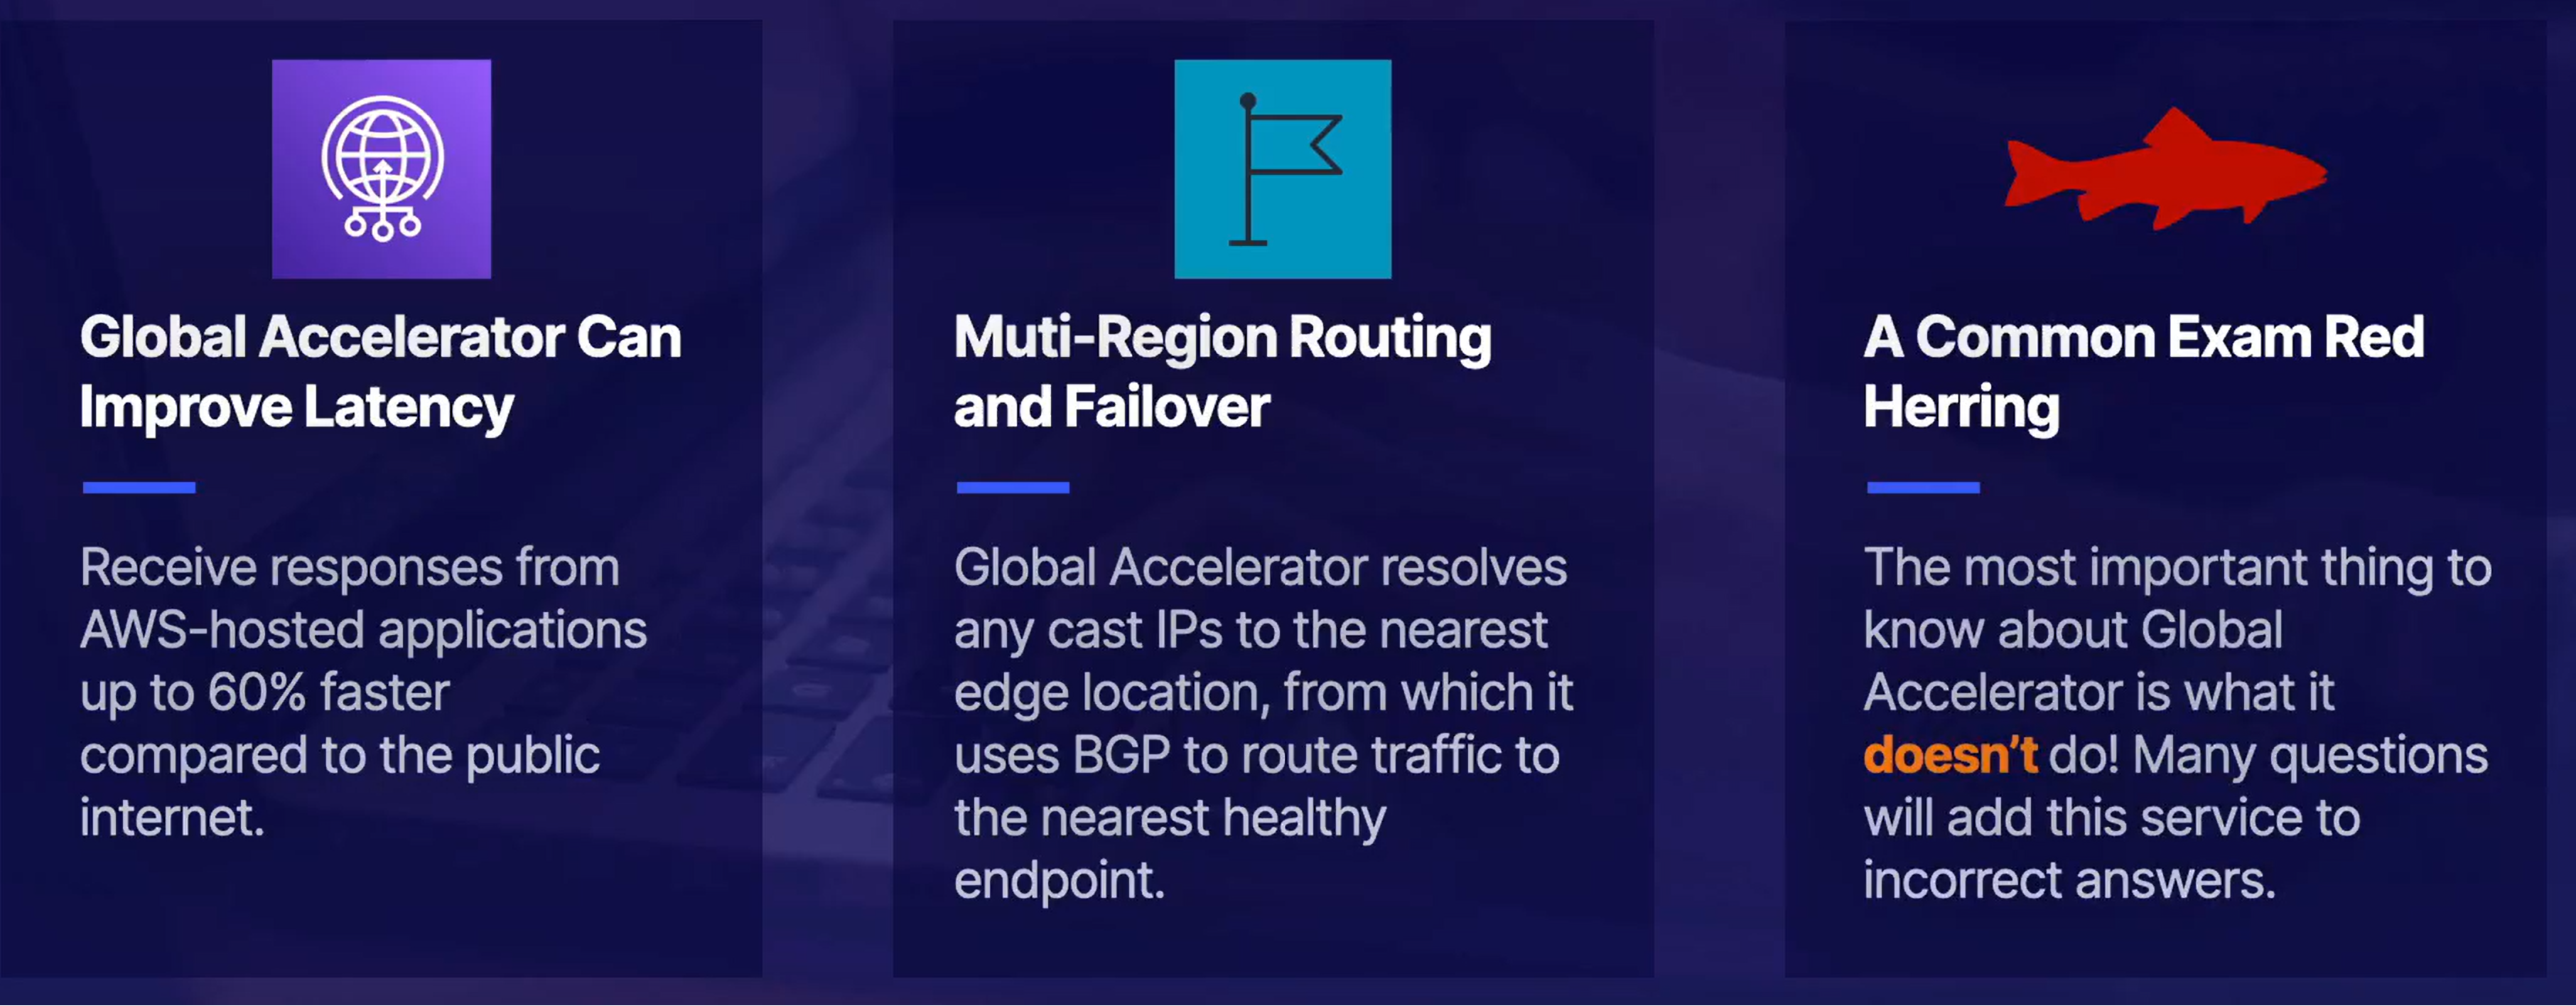 Global Accelerator Can
Improve Latency
Receive responses from
AWS-hosted applications
up to 60% faster
compared to the public
internet.
Muti-Region Routing
and Failover
Global Accelerator resolves
any cast IPs to the nearest
edge location, from which it
uses BGP to route traffic to
the nearest healthy
endpoint.
A Common Exam Red
Herring
The most important thing to
know about Global
Accelerator is what it
doesn't do! Many questions
will add this service to
incorrect answers.